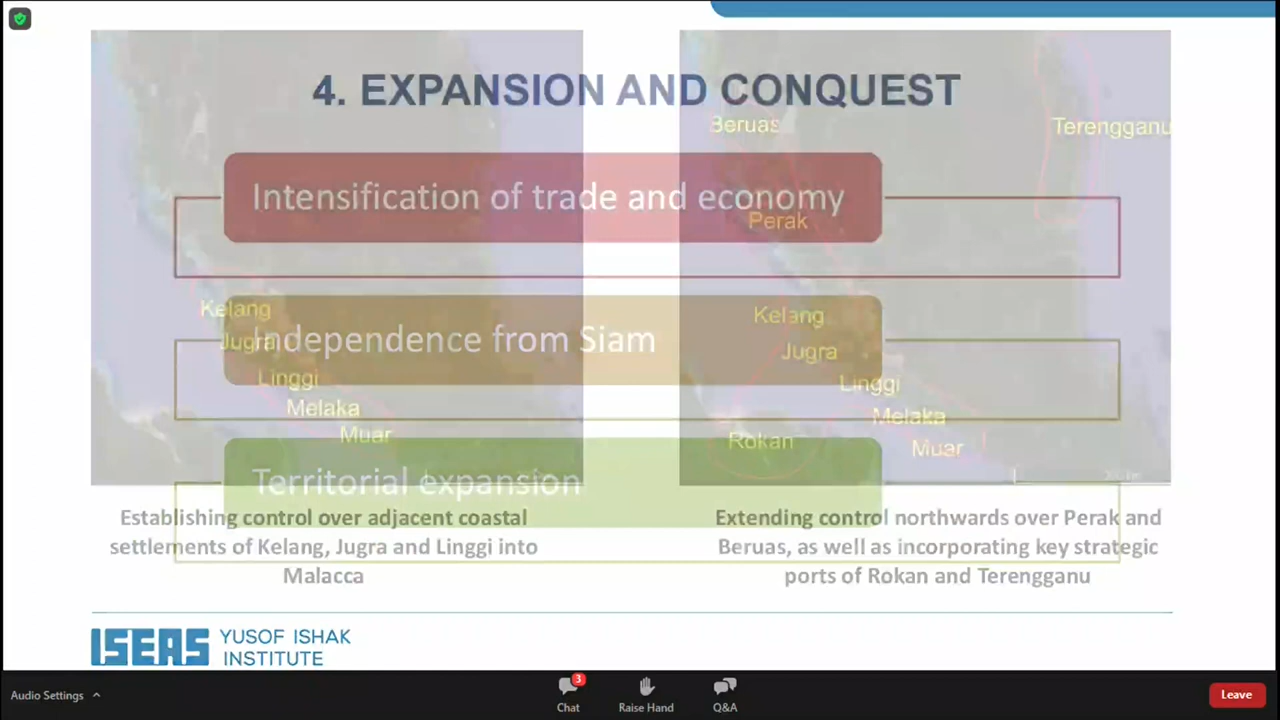 4. EXPANSION AND CONQUEST
Beruas
Terengganu
Intensification of trade and economy
Perak
Kelang
Jugra
Independence from Siam
Linggi
Melaka
Muar
Kelang
Jugra
Linggi
Melaka
Muar
Rokan
Territorial expansion
Establishing control over adjacent coastal
settlements of Kelang, Jugra and Linggi into
Malacca
Extending control northwards over Perak and
Beruas, as well as incorporating key strategic
ports of Rokan and Terengganu
ISEAS YUSOF ISHAK
INSTITUTE
Audio Settings
3
Chat
Raise Hand
Q&A
Leave